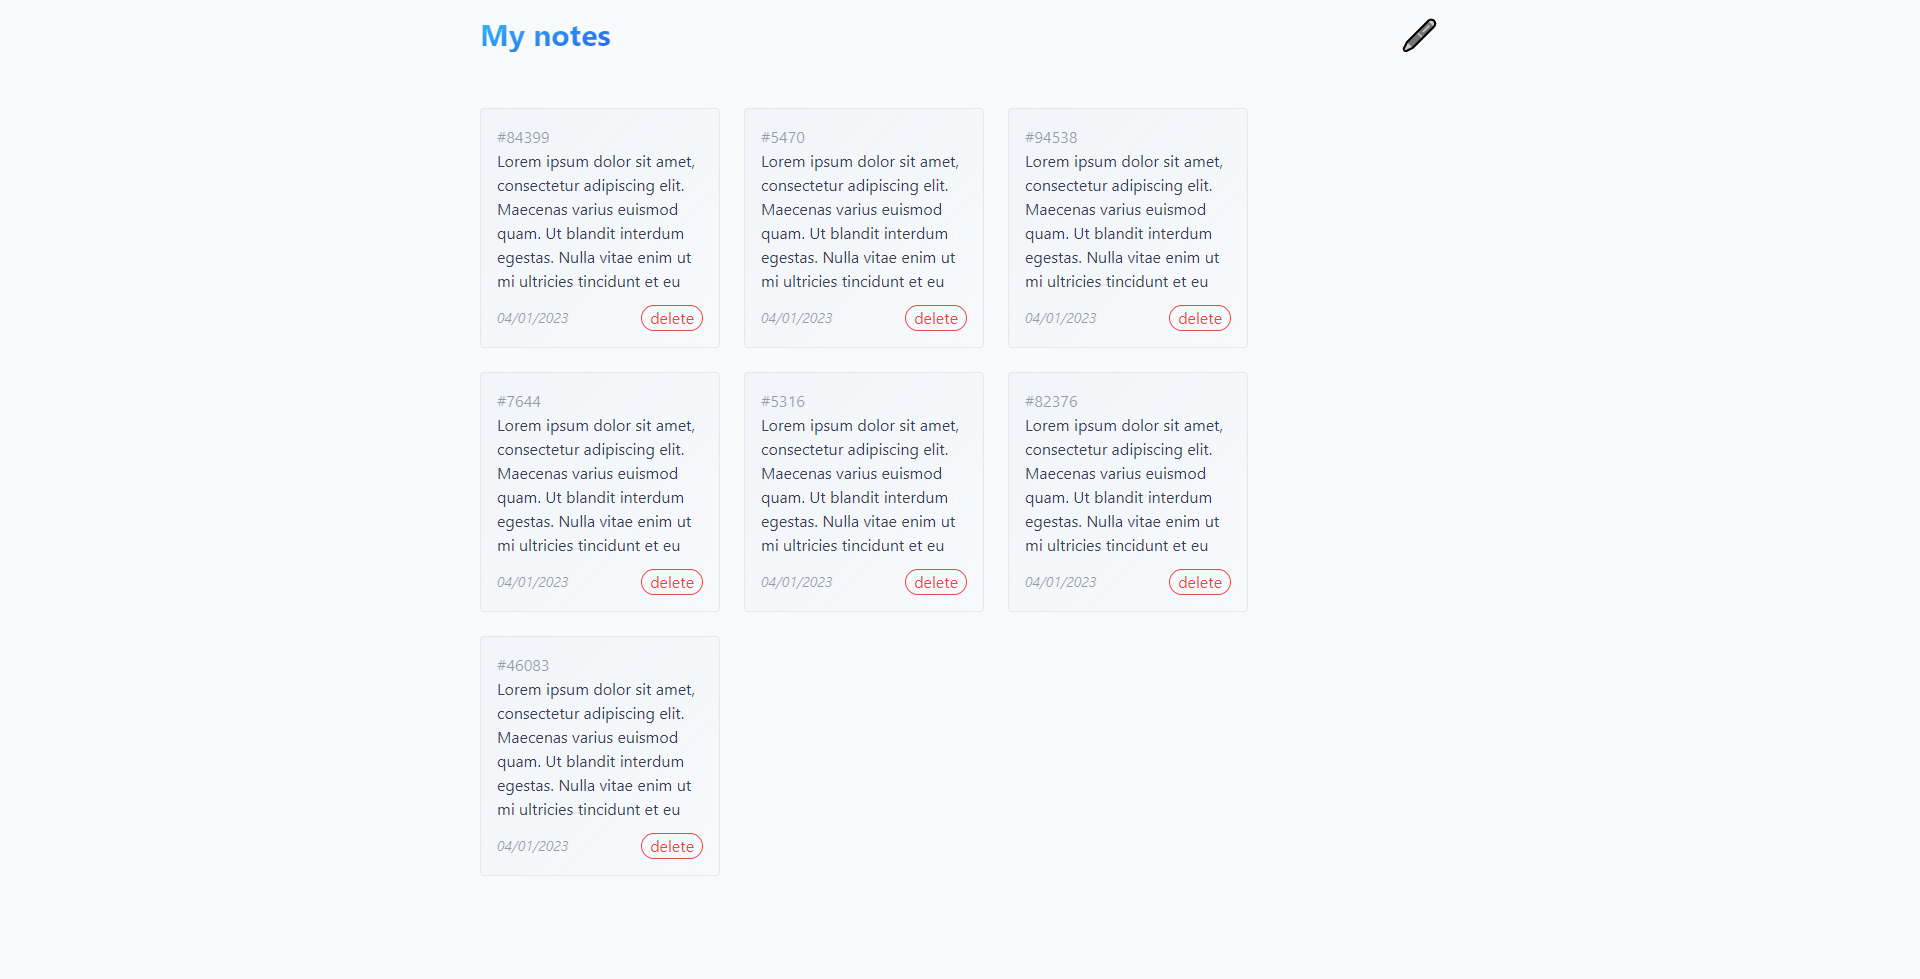 My notes
#84399
Lorem ipsum dolor sit amet,
consectetur adipiscing elit.
Maecenas varius euismod
quam. Ut blandit interdum
egestas. Nulla vitae enim ut
mi ultricies tincidunt et eu
04/01/2023 delete
#5470
Lorem ipsum dolor sit amet,
consectetur adipiscing elit.
Maecenas varius euismod
quam. Ut blandit interdum
egestas. Nulla vitae enim ut
mi ultricies tincidunt et eu
04/01/2023 delete
#94538
Lorem ipsum dolor sit amet,
consectetur adipiscing elit.
Maecenas varius euismod
quam. Ut blandit interdum
egestas. Nulla vitae enim ut
mi ultricies tincidunt et eu
04/01/2023 delete
#7644
Lorem ipsum dolor sit amet,
consectetur adipiscing elit.
Maecenas varius euismod
quam. Ut blandit interdum
egestas. Nulla vitae enim ut
mi ultricies tincidunt et eu
04/01/2023 delete
#5316
Lorem ipsum dolor sit amet,
consectetur adipiscing elit.
Maecenas varius euismod
quam. Ut blandit interdum
egestas. Nulla vitae enim ut
mi ultricies tincidunt et eu
04/01/2023 delete
#82376
Lorem ipsum dolor sit amet,
consectetur adipiscing elit.
Maecenas varius euismod
quam. Ut blandit interdum
egestas. Nulla vitae enim ut
mi ultricies tincidunt et eu
04/01/2023 delete
#46083
Lorem ipsum dolor sit amet,
consectetur adipiscing elit.
Maecenas varius euismod
quam. Ut blandit interdum
egestas. Nulla vitae enim ut
mi ultricies tincidunt et eu
04/01/2023 delete